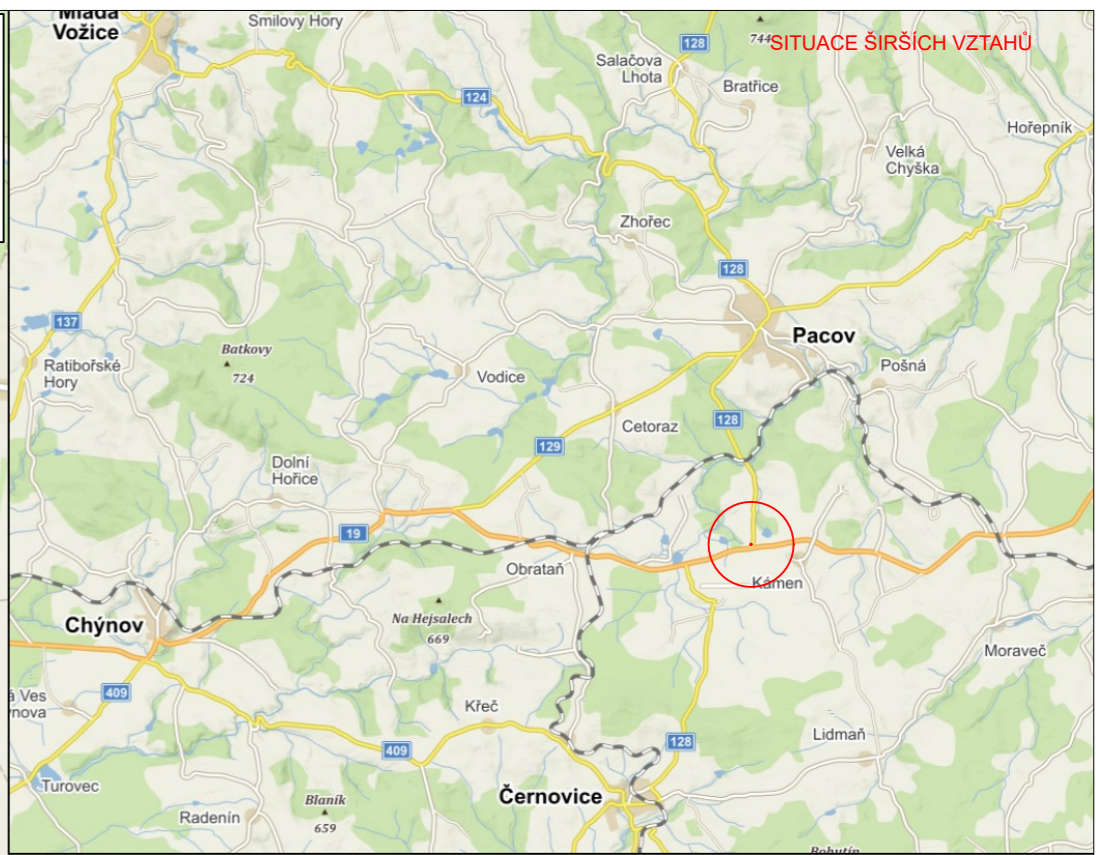 Mladá
Vožice
Smilovy Hory
128
744
SITUACE ŠIRŠÍCH VZTAHŮ
Salačova
Lhota
Bratřice
124
Hořepník
Velká
Chyška
Zhořec
128
137
Pacov
Ratibořské
Hory
Batkovy
724
Vodice
Pošná
128
Cetoraz
129
Dolní
Hořice
19
Obrataň
Kámen
Chýnov
Na Hejsalech
669
Moraveč
409
Ves
Křeč
Lidmaň
128
409
Turovec
Černovice
Blaník
659
Radenín
Bohutín